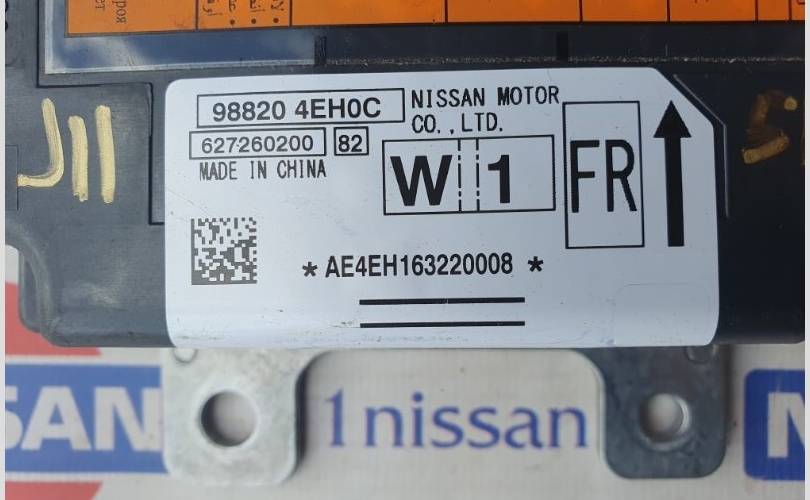 98820 4EH0C
NISSAN MOTOR
CO.,LTD.
627260200 82
MADE IN CHINA
W 1
FR
J11
* AE4EH163220008 *
SAN
1nissan
N